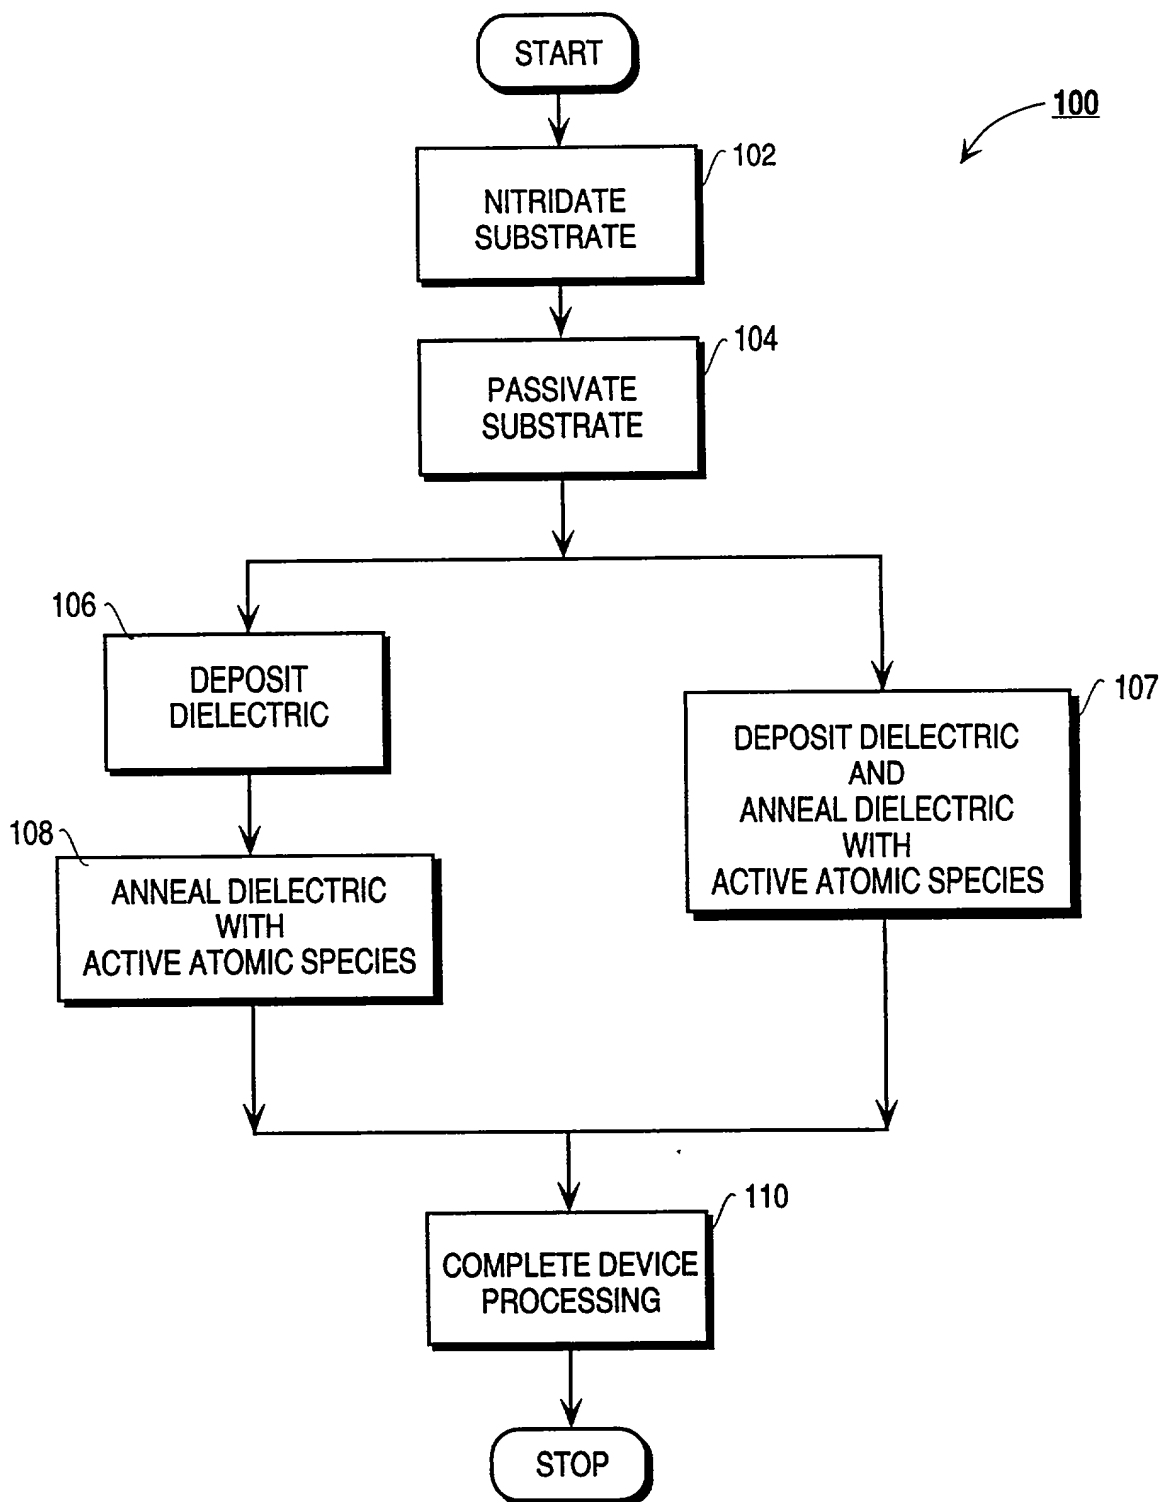 START
100
102
NITRIDATE
SUBSTRATE
104
PASSIVATE
SUBSTRATE
106
DEPOSIT
DIELECTRIC
107
DEPOSIT DIELECTRIC
AND
ANNEAL DIELECTRIC
WITH
ACTIVE ATOMIC SPECIES
108
ANNEAL DIELECTRIC
WITH
ACTIVE ATOMIC SPECIES
110
COMPLETE DEVICE
PROCESSING
STOP